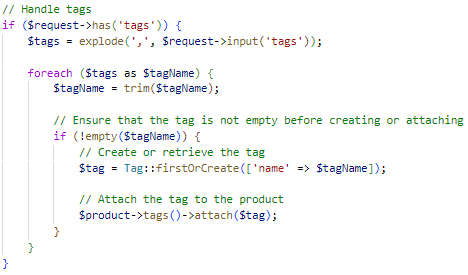 // Handle tags
if ($request->has('tags')) {
    $tags = explode(',', $request->input('tags'));

    foreach ($tags as $tagName) {
        $tagName = trim($tagName);

        // Ensure that the tag is not empty before creating or attaching
        if (!empty($tagName)) {
            // Create or retrieve the tag
            $tag = Tag::firstOrCreate(['name' => $tagName]);

            // Attach the tag to the product
            $product->tags()->attach($tag);
        }
    }
}